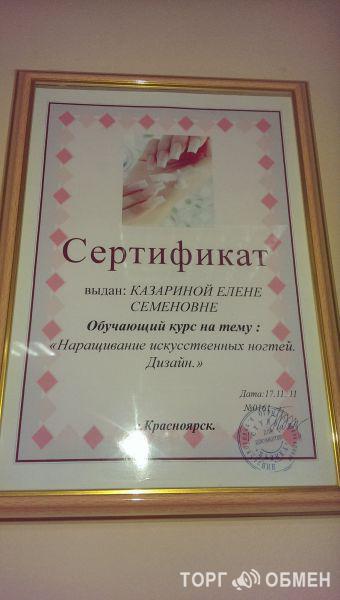 Сертификат
выдан: КАЗАРИНОЙ ЕЛЕНЕ
СЕМЕНОВНЕ
Обучающий курс на тему :
«Наращивание искусственных ногтей.
Дизайн.»
Дата:17.11. 11
г.Красноярск.
ТОРГ ОБМЕН